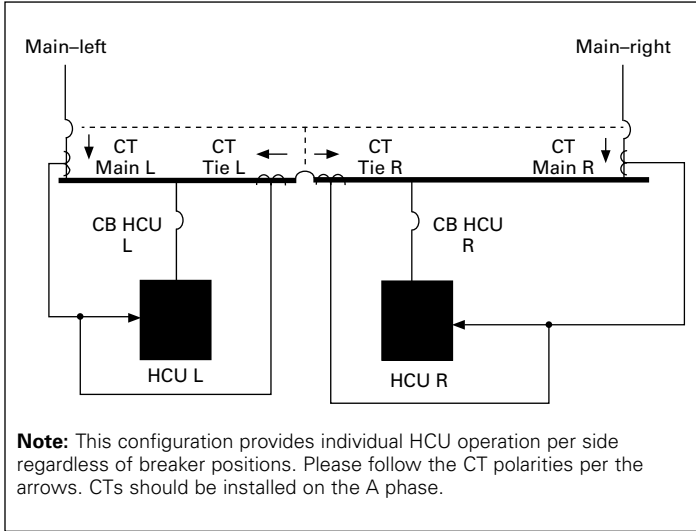 Main–left
Main–right
CT
Main L
CT
Tie L
CT
Tie R
CT
Main R
CB HCU
L
CB HCU
R
HCU L
HCU R
Note: This configuration provides individual HCU operation per side
regardless of breaker positions. Please follow the CT polarities per the
arrows. CTs should be installed on the A phase.